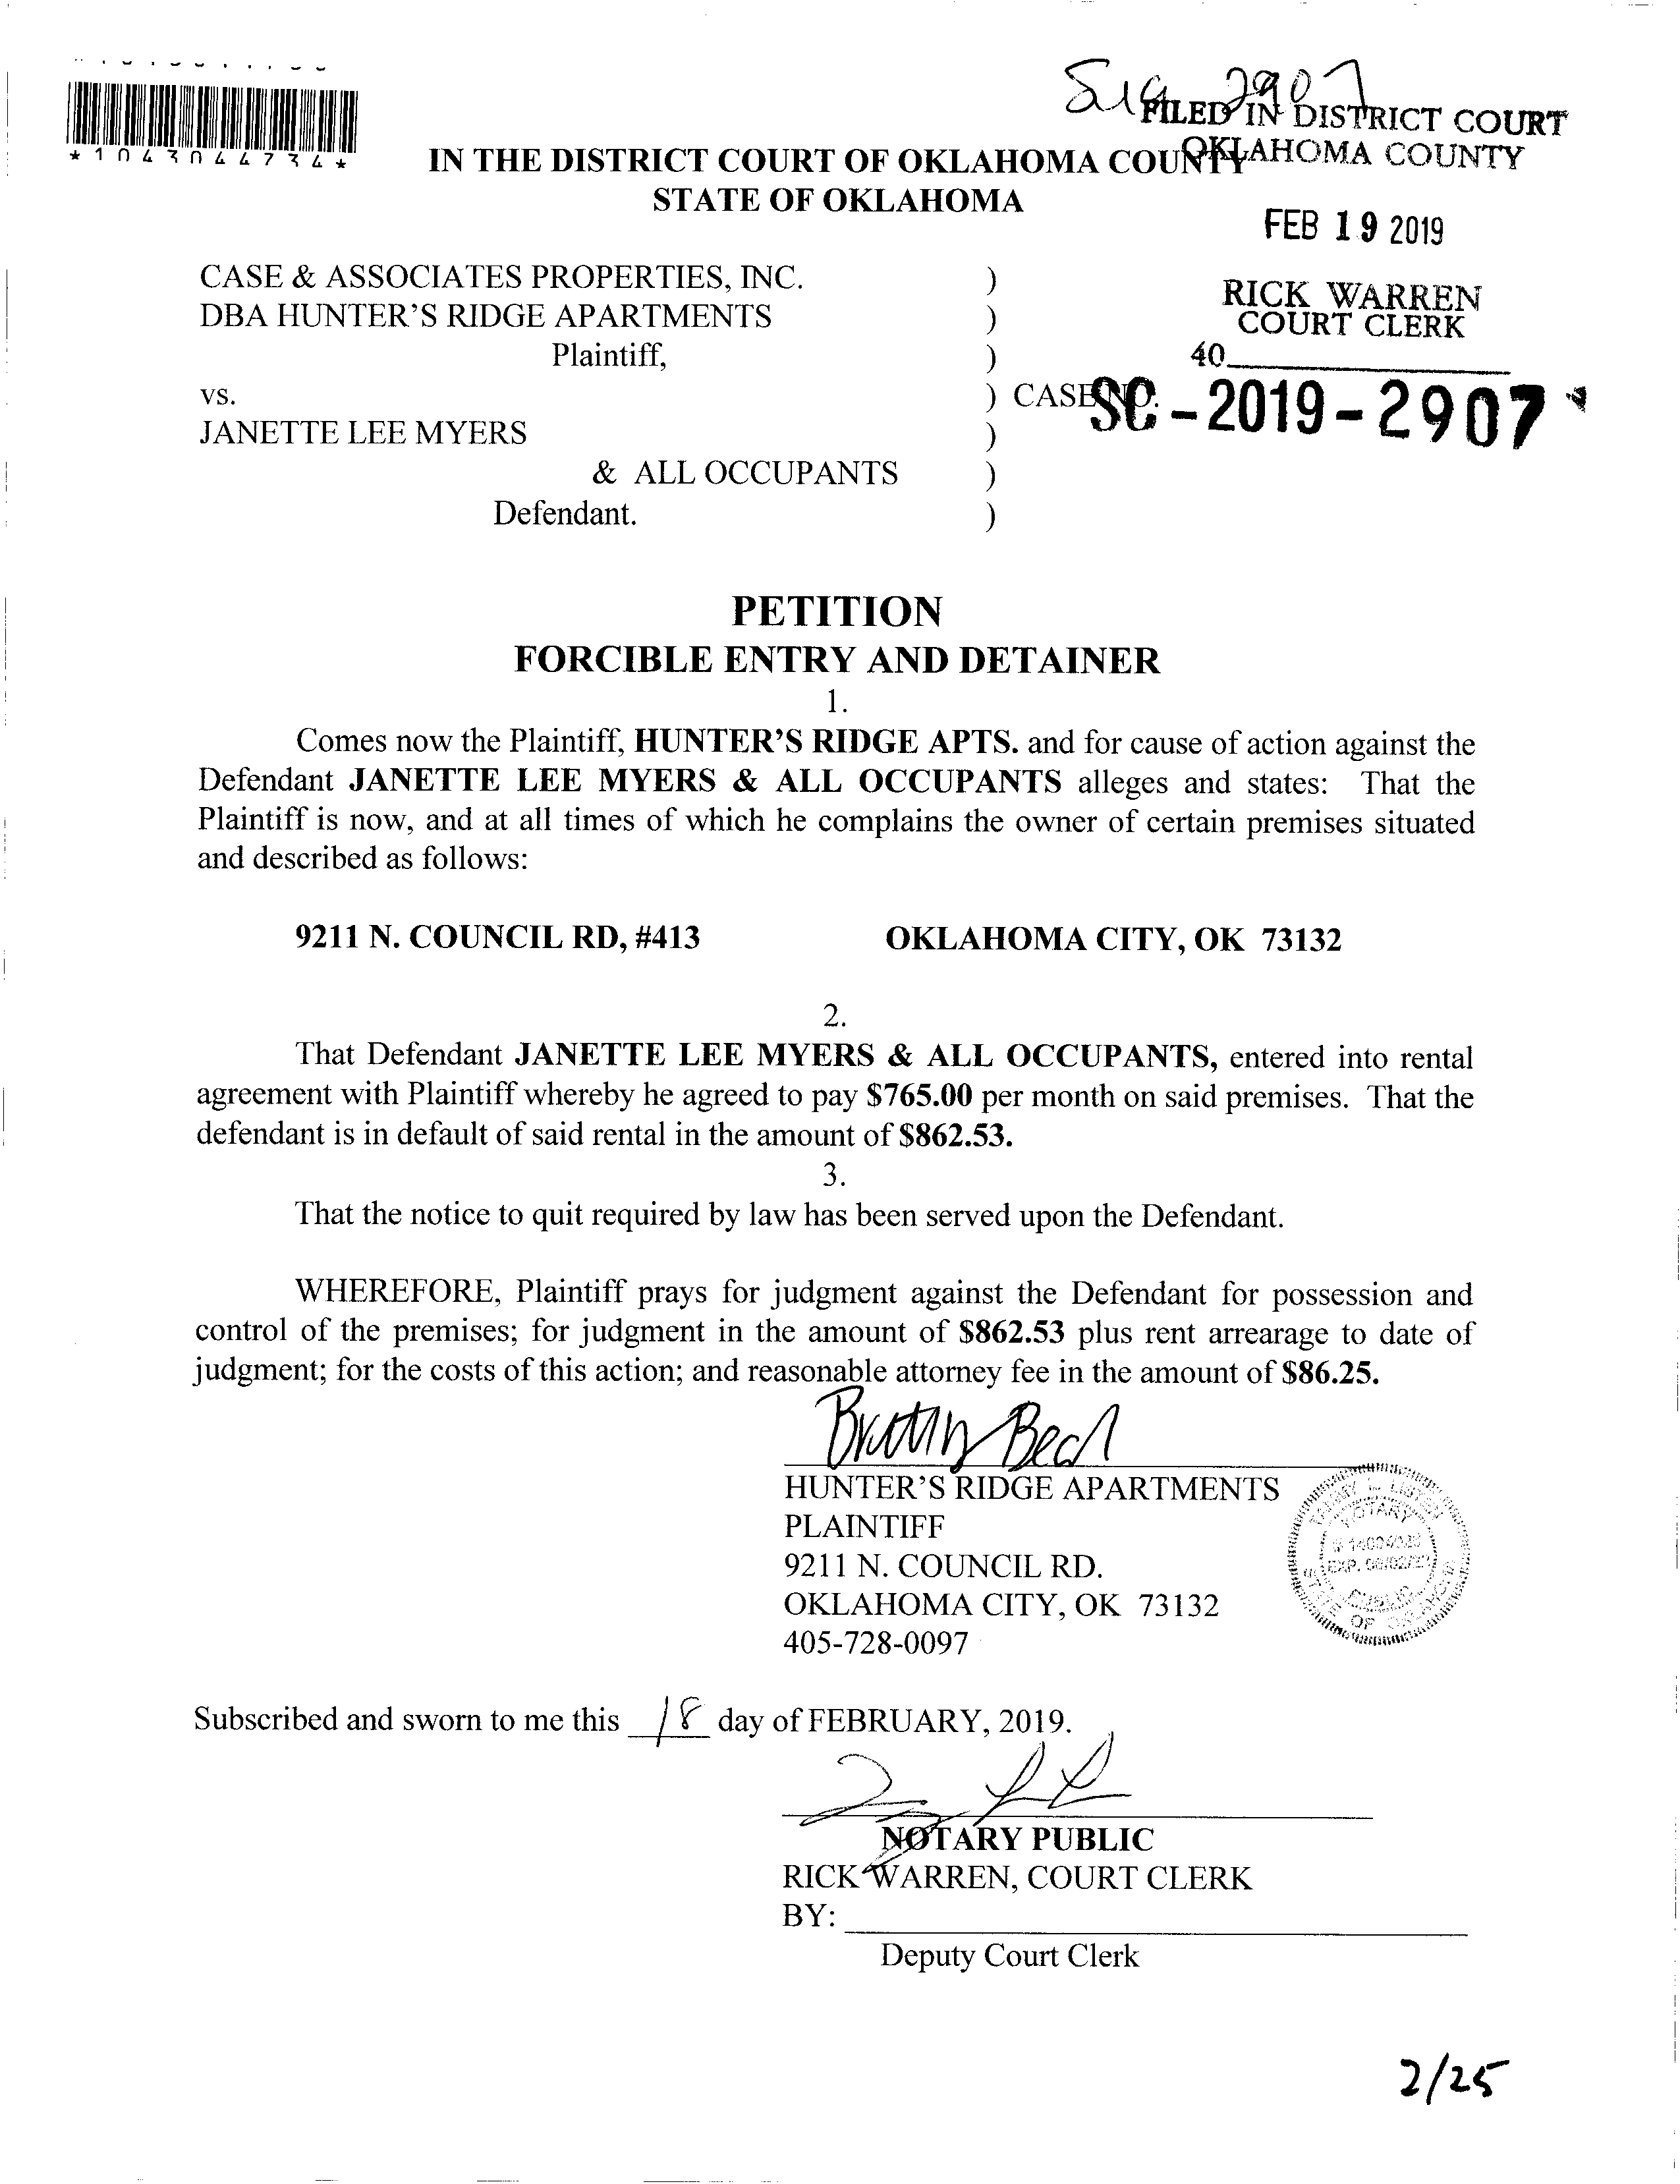 FILED IN DISTRICT COURT
OKLAHOMA COUNTY
*1043044734*
IN THE DISTRICT COURT OF OKLAHOMA COUNTY
STATE OF OKLAHOMA
FEB 19 2019
RICK WARREN
COURT CLERK
40
CASE & ASSOCIATES PROPERTIES, INC. )
DBA HUNTER'S RIDGE APARTMENTS )
Plaintiff, )
vs. ) CASE NO. SC-2019-2907
JANETTE LEE MYERS )
& ALL OCCUPANTS )
Defendant. )
PETITION
FORCIBLE ENTRY AND DETAINER
1.
Comes now the Plaintiff, HUNTER'S RIDGE APTS. and for cause of action against the
Defendant JANETTE LEE MYERS & ALL OCCUPANTS alleges and states: That the
Plaintiff is now, and at all times of which he complains the owner of certain premises situated
and described as follows:
9211 N. COUNCIL RD, #413 OKLAHOMA CITY, OK 73132
2.
That Defendant JANETTE LEE MYERS & ALL OCCUPANTS, entered into rental
agreement with Plaintiff whereby he agreed to pay $765.00 per month on said premises. That the
defendant is in default of said rental in the amount of $862.53.
3.
That the notice to quit required by law has been served upon the Defendant.
WHEREFORE, Plaintiff prays for judgment against the Defendant for possession and
control of the premises; for judgment in the amount of $862.53 plus rent arrearage to date of
judgment; for the costs of this action; and reasonable attorney fee in the amount of $86.25.
HUNTER'S RIDGE APARTMENTS
PLAINTIFF
9211 N. COUNCIL RD.
OKLAHOMA CITY, OK 73132
405-728-0097
NOTARY
PUBLIC
STATE OF OKLAHOMA
Subscribed and sworn to me this 18 day of FEBRUARY, 2019.
NOTARY PUBLIC
RICK WARREN, COURT CLERK
BY:
Deputy Court Clerk
2/25